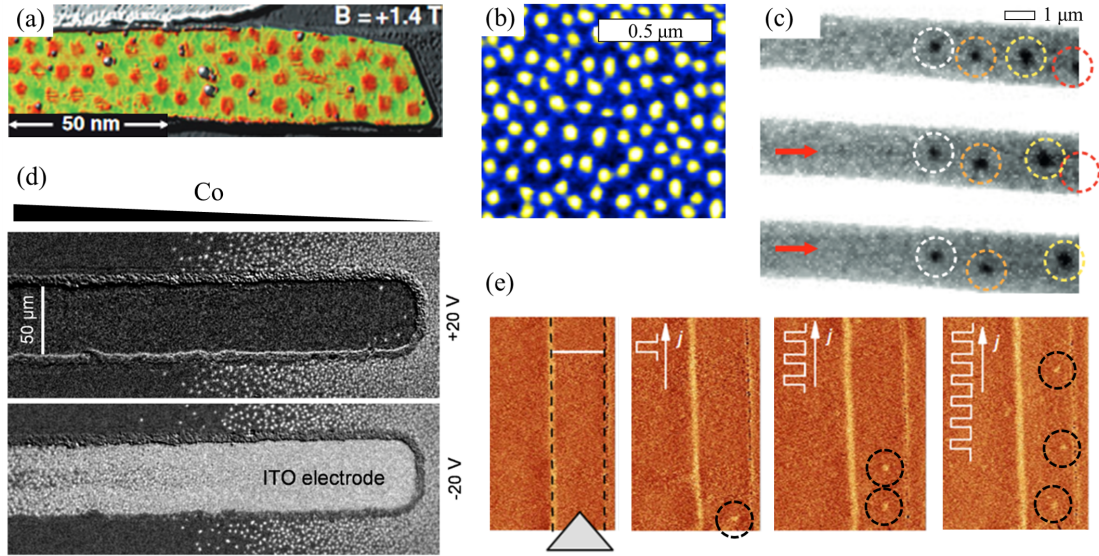 (a)
B = +1.4 T
50 nm
(b)
0.5 µm
(c)
1 µm
(d)
Co
50 µm
+20 V
ITO electrode
-20 V
(e)
j
j
j